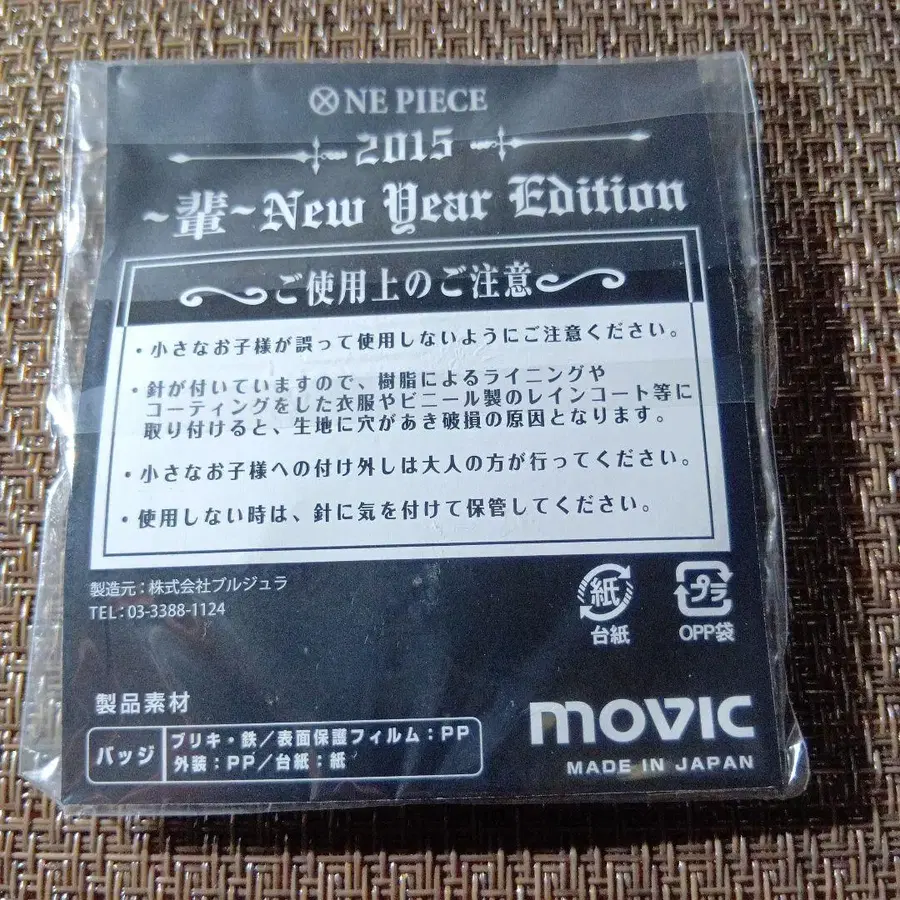 ONE PIECE
2015
~輩~New Year Edition
ご使用上のご注意
・小さなお子様が誤って使用しないようにご注意ください。
・針が付いていますので、樹脂によるライニングや
コーティングをした衣服やビニール製のレインコート等に
取り付けると、生地に穴があき破損の原因となります。
・小さなお子様への付け外しは大人の方が行ってください。
・使用しない時は、針に気を付けて保管してください。
製造元：株式会社ブルジュラ
TEL：03-3388-1124
紙
台紙
プラ
OPP袋
製品素材
バッジ
ブリキ・鉄／表面保護フィルム：PP
外装：PP／台紙：紙
movic
MADE IN JAPAN